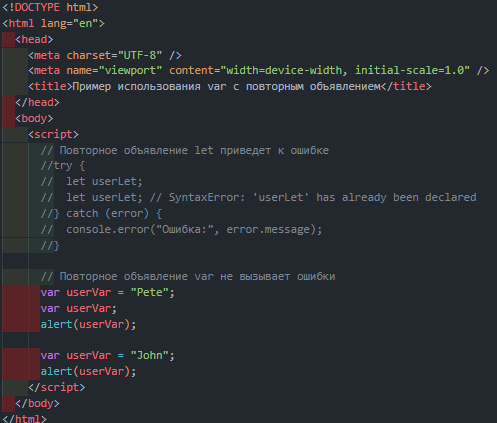 <!DOCTYPE html>
<html lang="en">
  <head>
    <meta charset="UTF-8" />
    <meta name="viewport" content="width=device-width, initial-scale=1.0" />
    <title>Пример использования var с повторным объявлением</title>
  </head>
  <body>
    <script>
      // Повторное объявление let приведет к ошибке
      //try {
      //  let userLet;
      //  let userLet; // SyntaxError: 'userLet' has already been declared
      //} catch (error) {
      //  console.error("Ошибка:", error.message);
      //}

      // Повторное объявление var не вызывает ошибки
      var userVar = "Pete";
      var userVar;
      alert(userVar);

      var userVar = "John";
      alert(userVar);
    </script>
  </body>
</html>